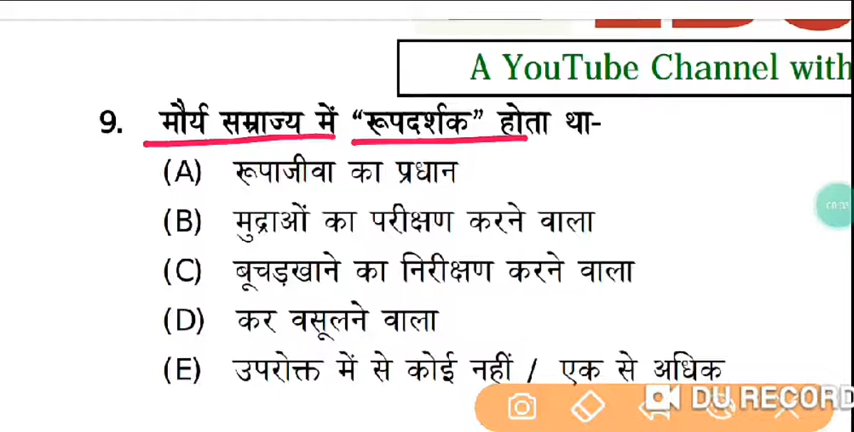 A YouTube Channel with
9. मौर्य सम्राज्य में “रूपदर्शक” होता था-
(A) रूपाजीवा का प्रधान
(B) मुद्राओं का परीक्षण करने वाला
(C) बूचड़खाने का निरीक्षण करने वाला
(D) कर वसूलने वाला
(E) उपरोक्त में से कोई नहीं / एक से अधिक
DU RECORD